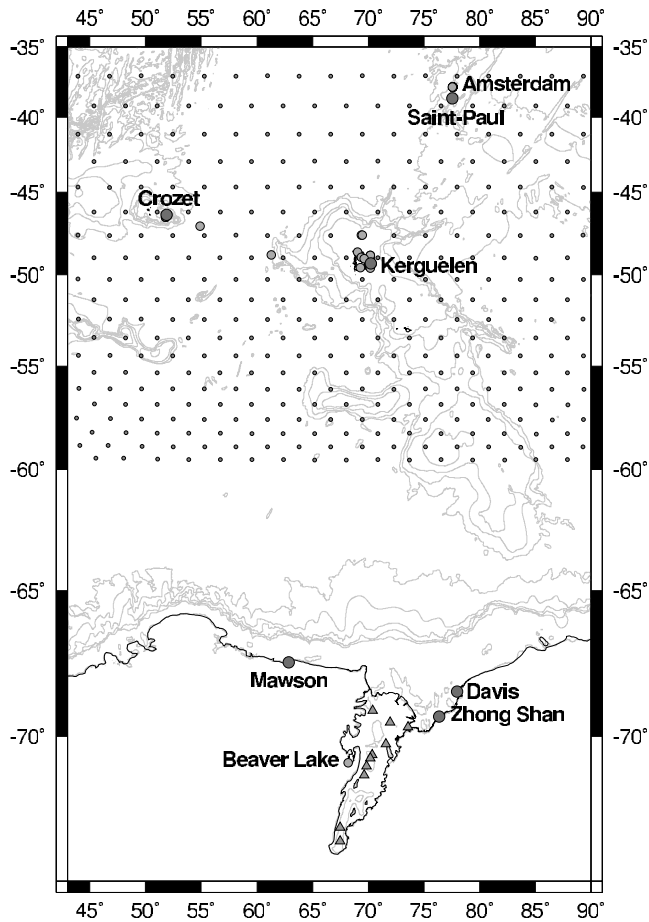 45° 50° 55° 60° 65° 70° 75° 80° 85° 90°
-35° -35°
Amsterdam
-40° -40°
Saint-Paul
-45° -45°
Crozet
Kerguelen
-50° -50°
-55° -55°
-60° -60°
-65° -65°
Mawson
Davis
Zhong Shan
-70° -70°
Beaver Lake
45° 50° 55° 60° 65° 70° 75° 80° 85° 90°